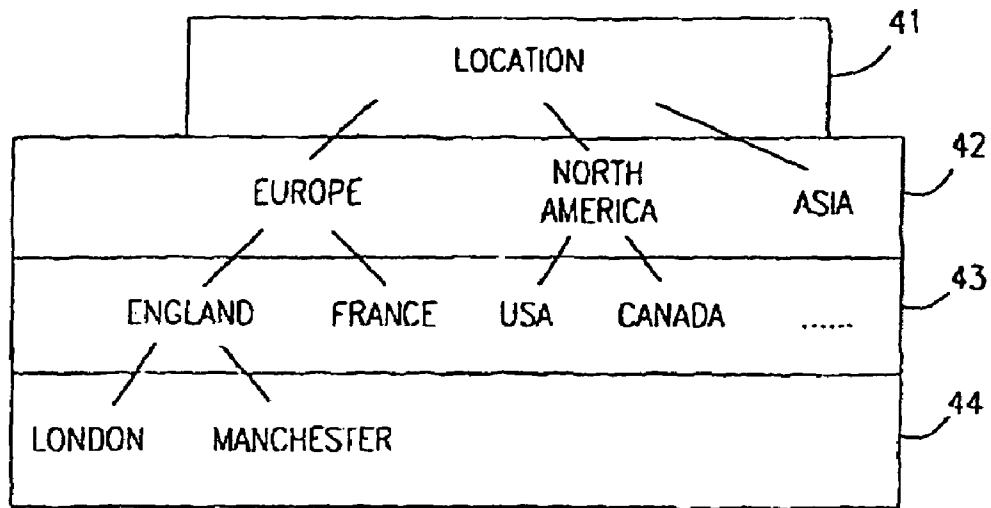 41
LOCATION
42
EUROPE
NORTH
AMERICA
ASIA
43
ENGLAND
FRANCE
USA
CANADA
......
44
LONDON
MANCHESTER